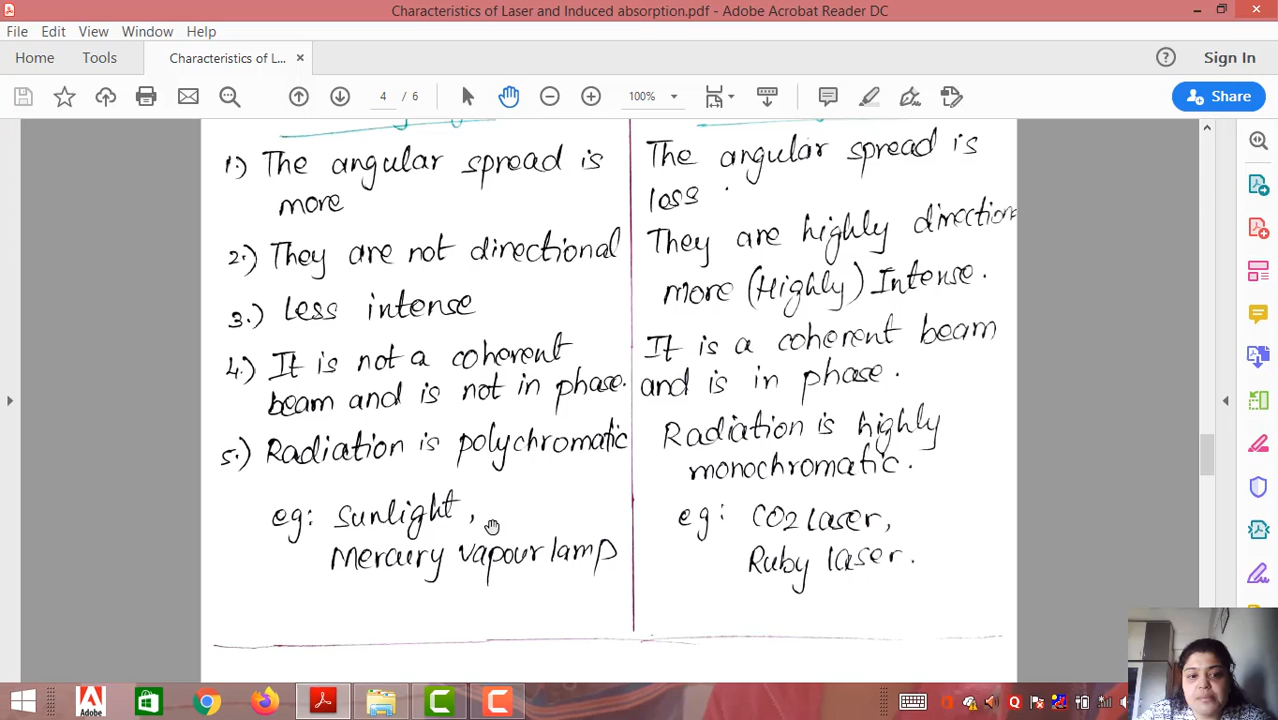 Characteristics of Laser and Induced absorption.pdf - Adobe Acrobat Reader DC
File Edit View Window Help
Home Tools Characteristics of L... × Sign In
4 / 6 100% Share
1.) The angular spread is
more
2.) They are not directional
3.) Less intense
4.) It is not a coherent
beam and is not in phase.
5.) Radiation is polychromatic
eg: Sunlight,
Mercury vapour lamp
The angular spread is
less.
They are highly direction
more (Highly) Intense.
It is a coherent beam
and is in phase.
Radiation is highly
monochromatic.
eg: CO2 laser,
Ruby laser.
Adobe